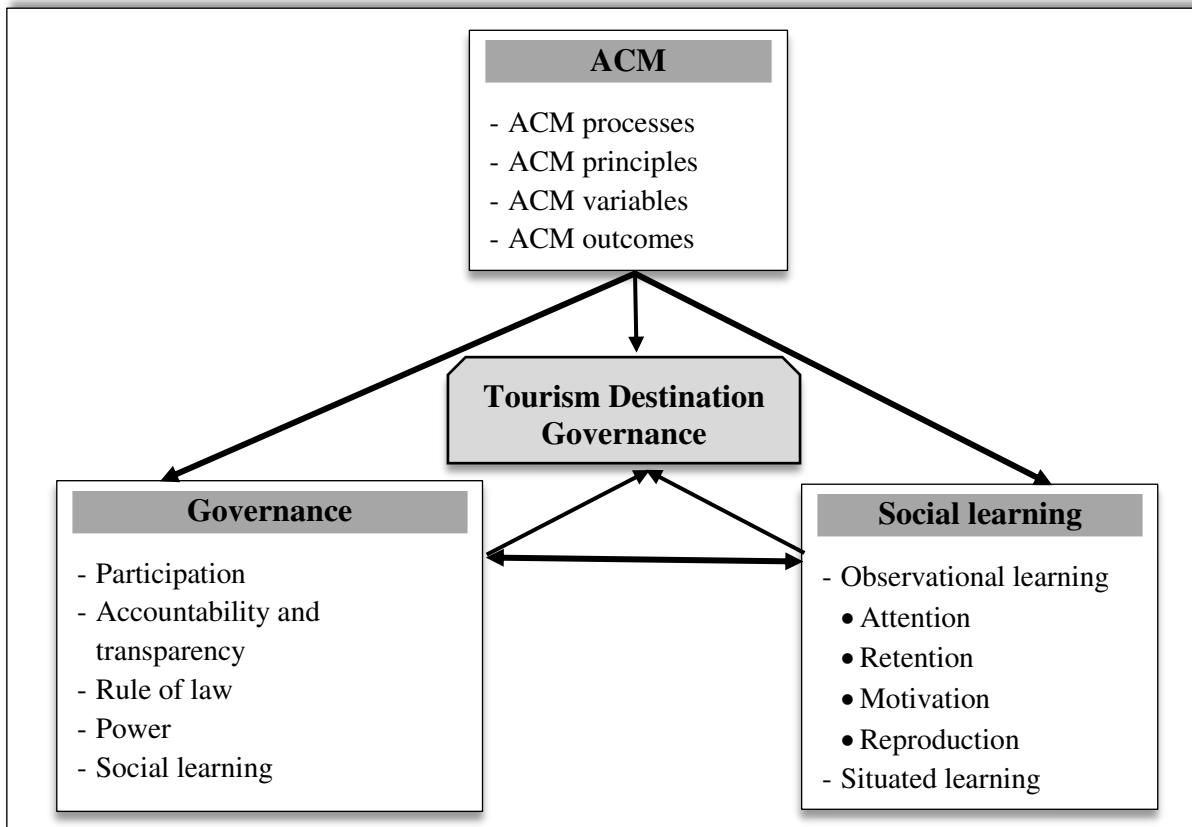 ACM
- ACM processes
- ACM principles
- ACM variables
- ACM outcomes
Tourism Destination
Governance
Governance
- Participation
- Accountability and
transparency
- Rule of law
- Power
- Social learning
Social learning
- Observational learning
• Attention
• Retention
• Motivation
• Reproduction
- Situated learning